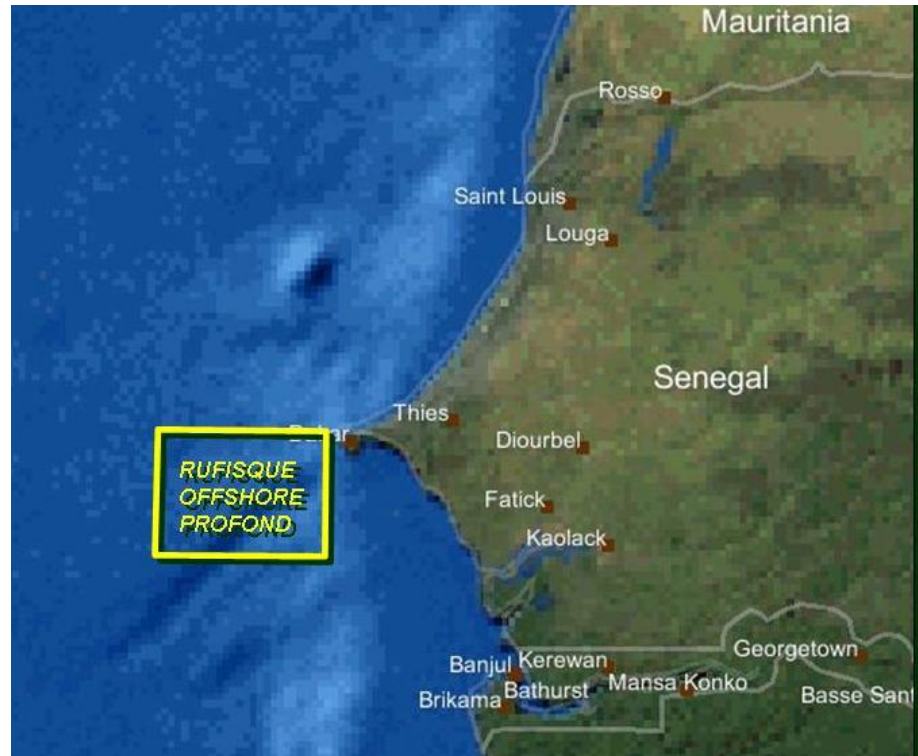 Mauritania
Rosso
Saint Louis
Louga
Senegal
Thies
Dakar
Diourbel
RUFISQUE
OFFSHORE
PROFOND
Fatick
Kaolack
Georgetown
Banjul Kerewan
Mansa Konko
Brikama Bathurst
Basse Sant